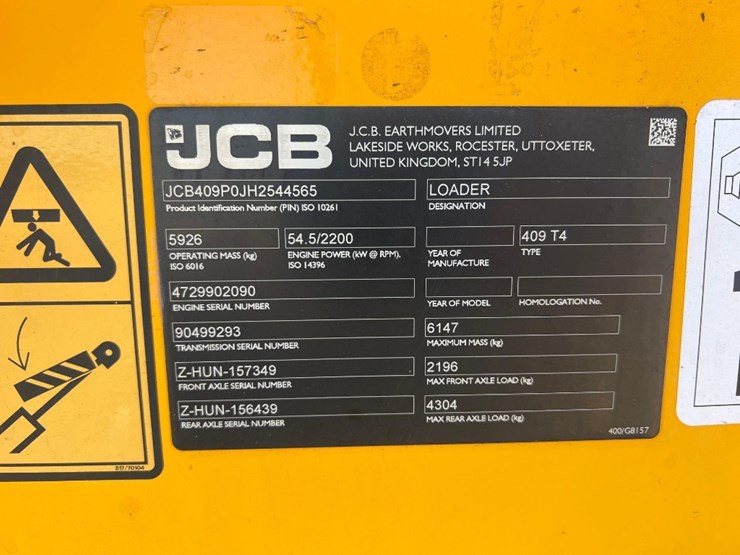 JCB
J.C.B. EARTHMOVERS LIMITED
LAKESIDE WORKS, ROCESTER, UTTOXETER,
UNITED KINGDOM, ST14 5JP
JCB409P0JH2544565
Product Identification Number (PIN) ISO 10261
LOADER
DESIGNATION
5926
OPERATING MASS (kg)
ISO 6016
54.5/2200
ENGINE POWER (kW @ RPM).
ISO 14396
YEAR OF
MANUFACTURE
409 T4
TYPE
4729902090
ENGINE SERIAL NUMBER
YEAR OF MODEL
HOMOLOGATION No.
90499293
TRANSMISSION SERIAL NUMBER
6147
MAXIMUM MASS (kg)
Z-HUN-157349
FRONT AXLE SERIAL NUMBER
2196
MAX FRONT AXLE LOAD (kg)
Z-HUN-156439
REAR AXLE SERIAL NUMBER
4304
MAX REAR AXLE LOAD (kg)
400/G8157
817/70104